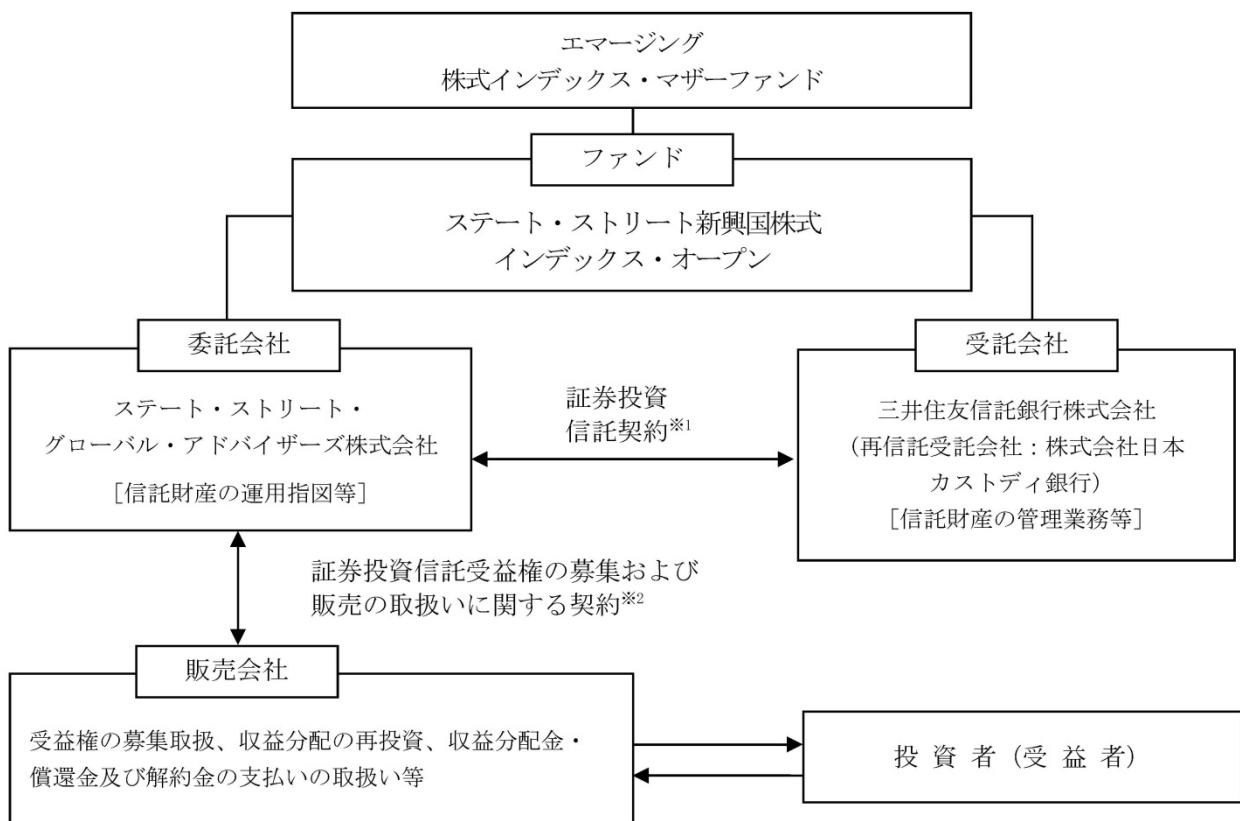 エマージング
株式インデックス・マザーファンド
ファンド
ステート・ストリート新興国株式
インデックス・オープン
委託会社
ステート・ストリート・
グローバル・アドバイザーズ株式会社
［信託財産の運用指図等］
証券投資
信託契約※1
受託会社
三井住友信託銀行株式会社
(再信託受託会社：株式会社日本
カストディ銀行)
［信託財産の管理業務等］
証券投資信託受益権の募集および
販売の取扱いに関する契約※2
販売会社
受益権の募集取扱、収益分配の再投資、収益分配金・
償還金及び解約金の支払いの取扱い等
投 資 者 (受 益 者)